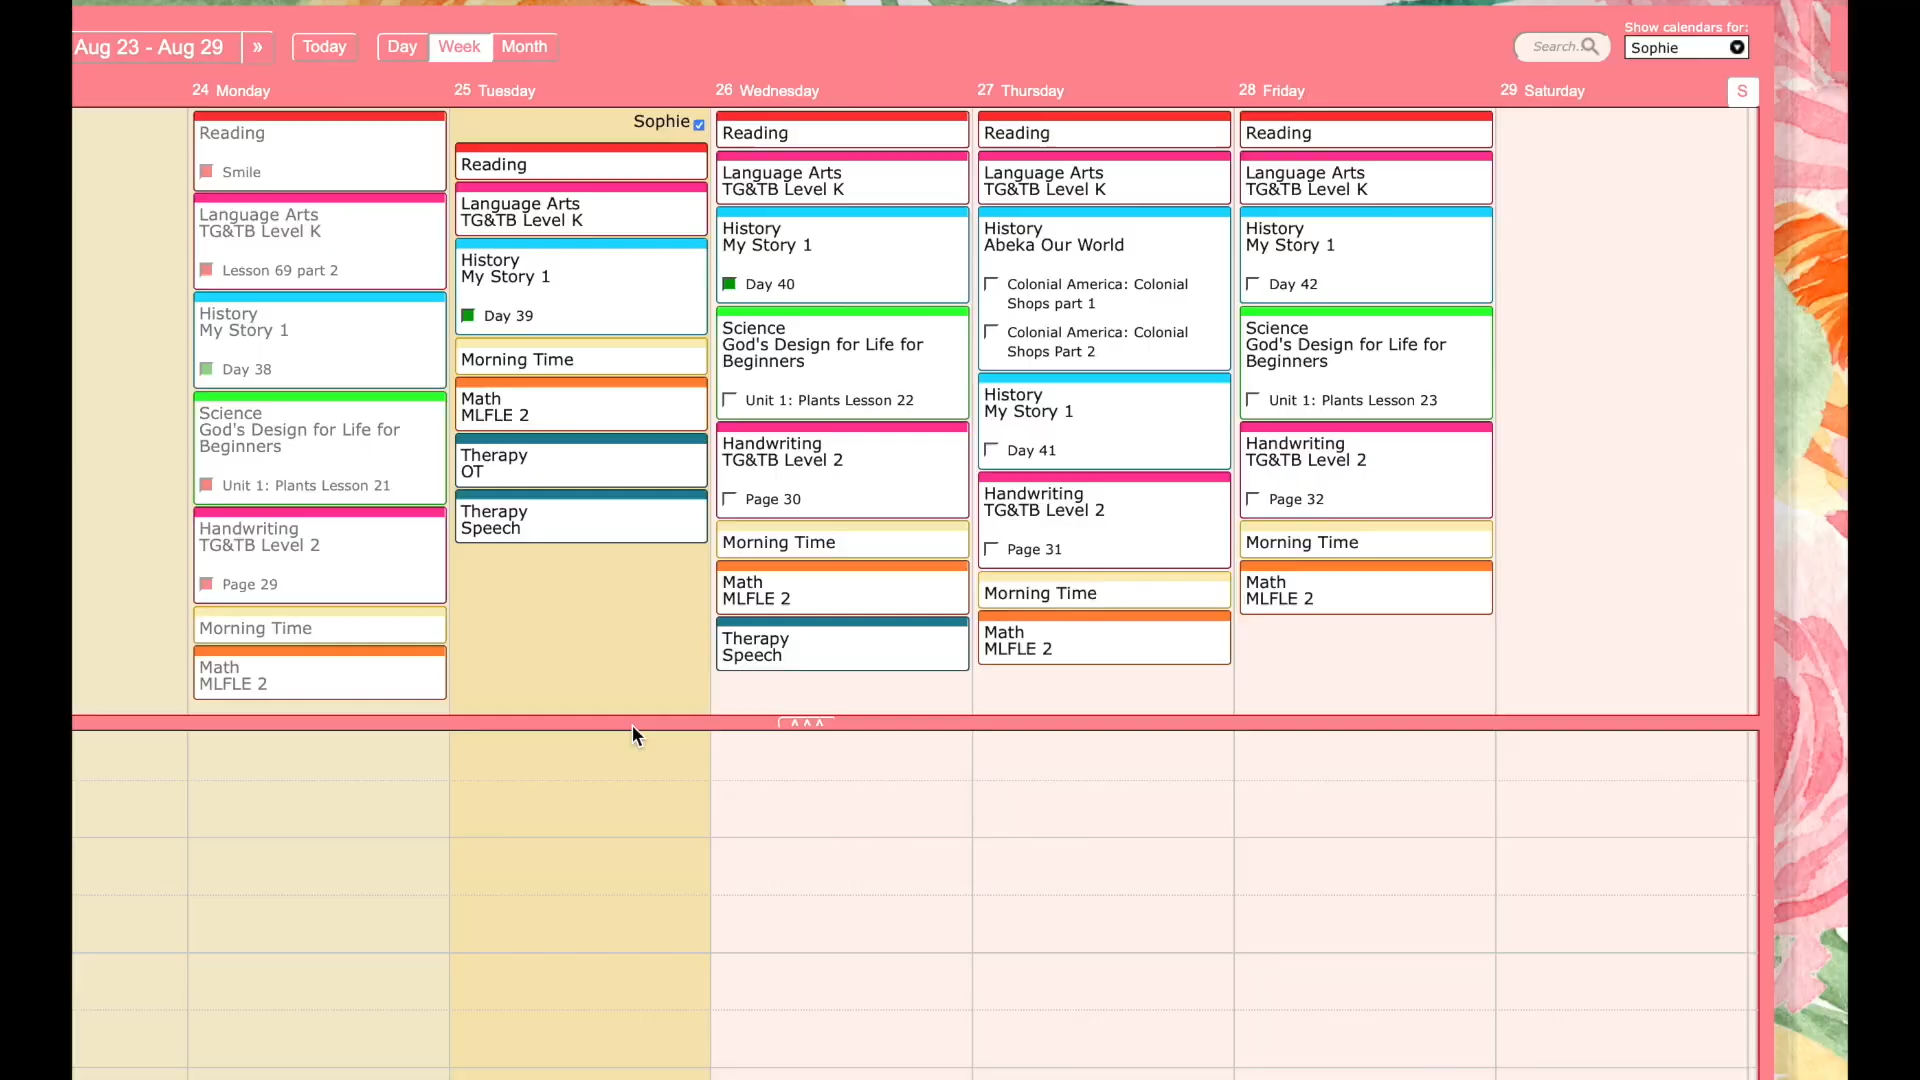 Aug 23 - Aug 29 » Today Day Week Month
Search...
Show calendars for:
Sophie
24 Monday
25 Tuesday
26 Wednesday
27 Thursday
28 Friday
29 Saturday
S
Reading
Smile
Language Arts
TG&TB Level K
Lesson 69 part 2
History
My Story 1
Day 38
Science
God's Design for Life for
Beginners
Unit 1: Plants Lesson 21
Handwriting
TG&TB Level 2
Page 29
Morning Time
Math
MLFLE 2
Sophie
Reading
Language Arts
TG&TB Level K
History
My Story 1
Day 39
Morning Time
Math
MLFLE 2
Therapy
OT
Therapy
Speech
Reading
Language Arts
TG&TB Level K
History
My Story 1
Day 40
Science
God's Design for Life for
Beginners
Unit 1: Plants Lesson 22
Handwriting
TG&TB Level 2
Page 30
Morning Time
Math
MLFLE 2
Therapy
Speech
Reading
Language Arts
TG&TB Level K
History
Abeka Our World
Colonial America: Colonial
Shops part 1
Colonial America: Colonial
Shops Part 2
History
My Story 1
Day 41
Handwriting
TG&TB Level 2
Page 31
Morning Time
Math
MLFLE 2
Reading
Language Arts
TG&TB Level K
History
My Story 1
Day 42
Science
God's Design for Life for
Beginners
Unit 1: Plants Lesson 23
Handwriting
TG&TB Level 2
Page 32
Morning Time
Math
MLFLE 2